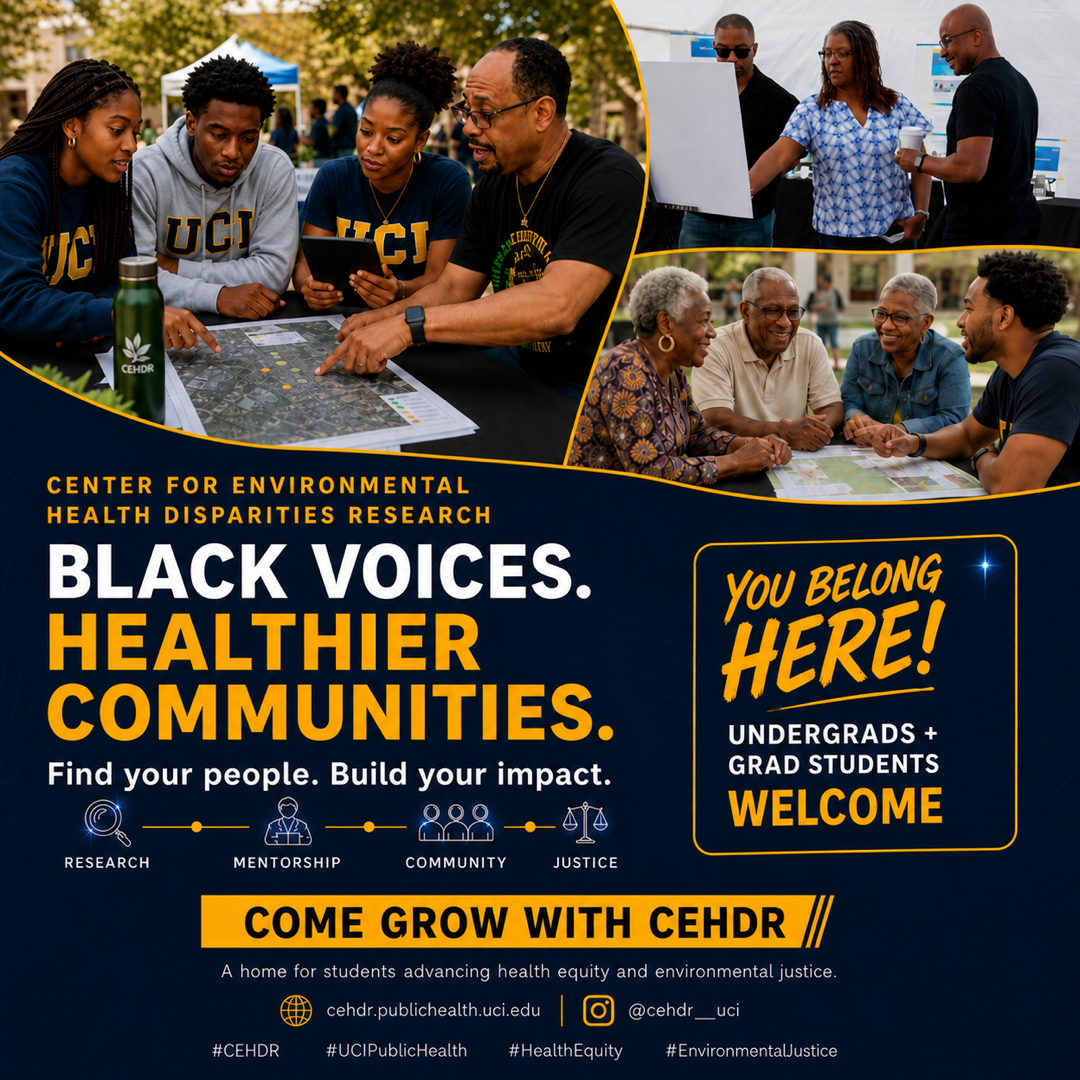 UCI
UCI
UCI
CEHDR
CENTER FOR ENVIRONMENTAL
HEALTH DISPARITIES RESEARCH
BLACK VOICES.
HEALTHIER
COMMUNITIES.
Find your people. Build your impact.
RESEARCH
MENTORSHIP
COMMUNITY
JUSTICE
YOU BELONG
HERE!
UNDERGRADS +
GRAD STUDENTS
WELCOME
COME GROW WITH CEHDR
A home for students advancing health equity and environmental justice.
cehdr.publichealth.uci.edu | @cehdr__uci
#CEHDR #UCIPublicHealth #HealthEquity #EnvironmentalJustice